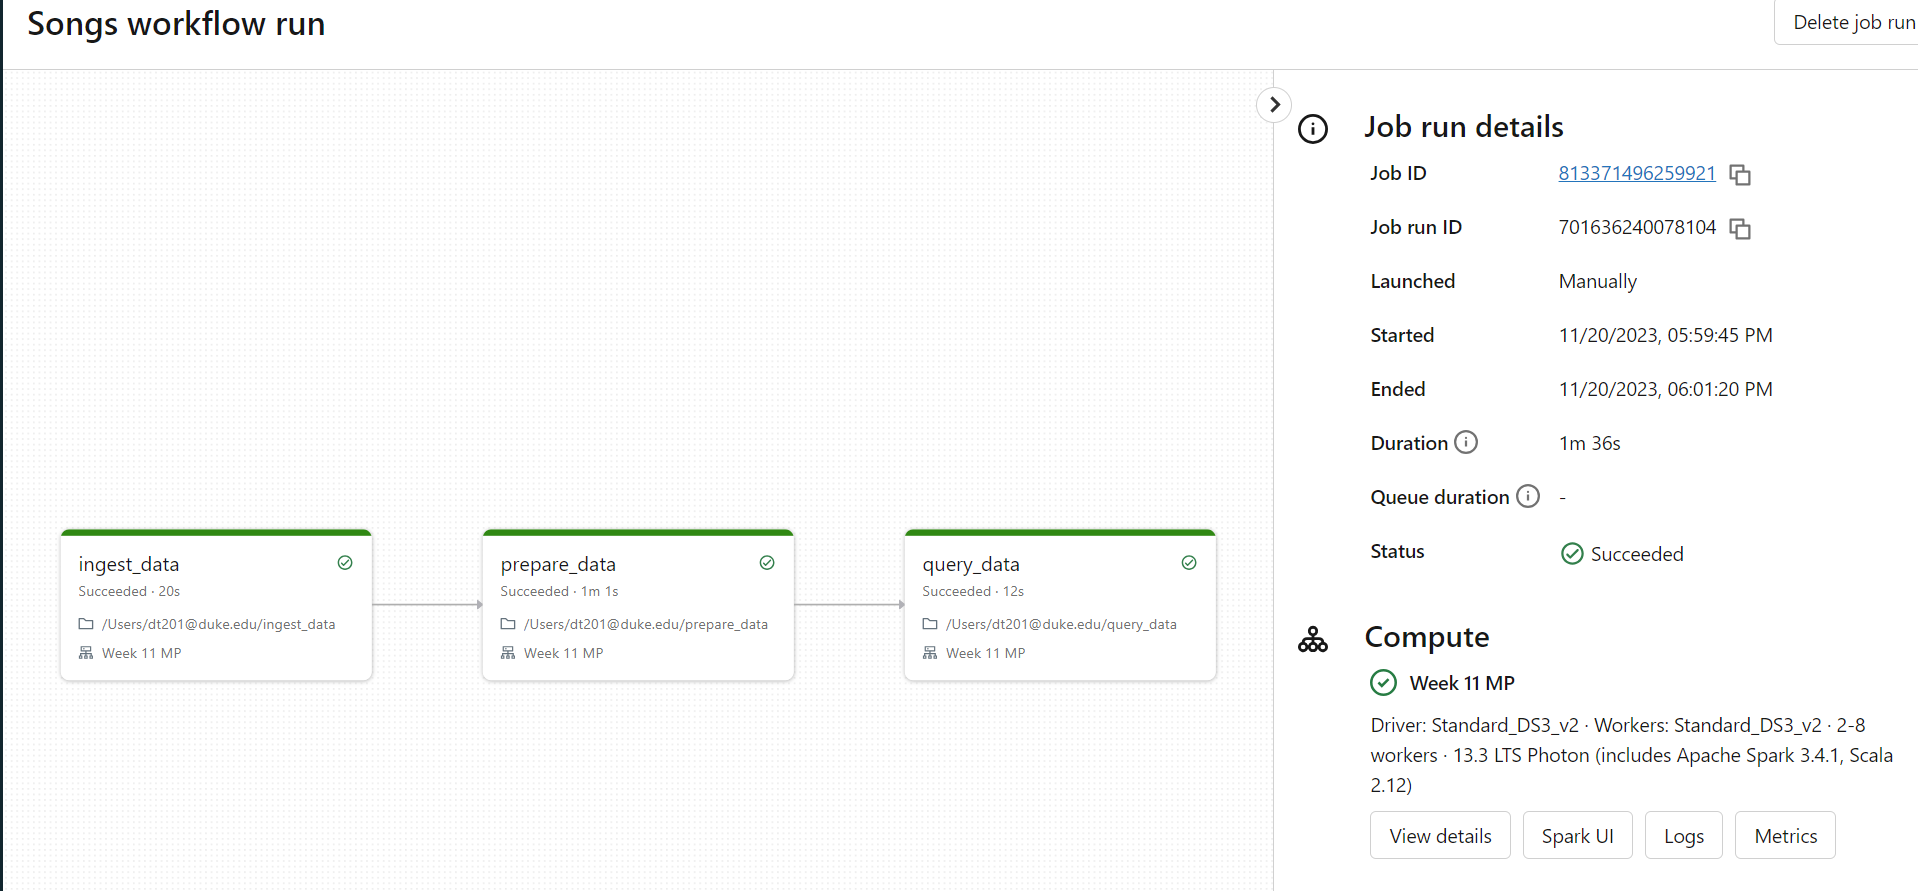 Songs workflow run
Delete job run
ingest_data
Succeeded · 20s
/Users/dt201@duke.edu/ingest_data
Week 11 MP
prepare_data
Succeeded · 1m 1s
/Users/dt201@duke.edu/prepare_data
Week 11 MP
query_data
Succeeded · 12s
/Users/dt201@duke.edu/query_data
Week 11 MP
Job run details
Job ID 813371496259921
Job run ID 701636240078104
Launched Manually
Started 11/20/2023, 05:59:45 PM
Ended 11/20/2023, 06:01:20 PM
Duration 1m 36s
Queue duration -
Status Succeeded
Compute
Week 11 MP
Driver: Standard_DS3_v2 · Workers: Standard_DS3_v2 · 2-8
workers · 13.3 LTS Photon (includes Apache Spark 3.4.1, Scala
2.12)
View details Spark UI Logs Metrics